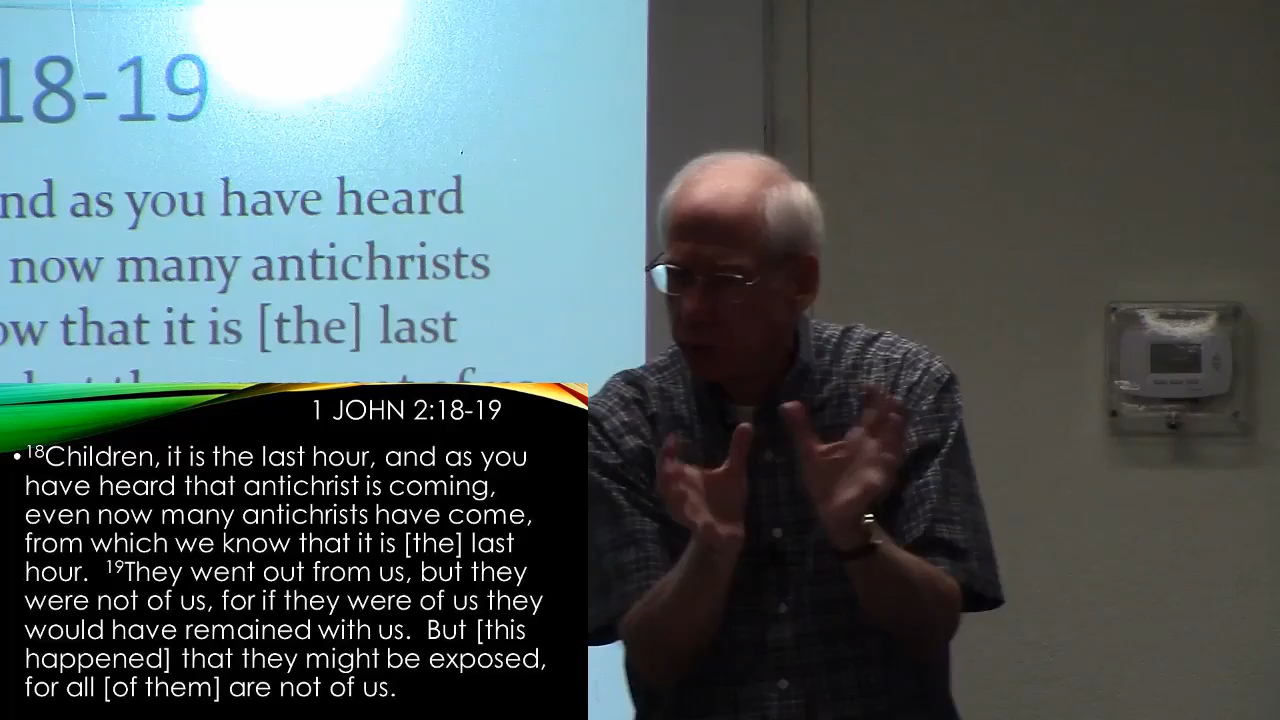 18-19
nd as you have heard
now many antichrists
ow that it is [the] last
1 JOHN 2:18-19
•¹⁸Children, it is the last hour, and as you
have heard that antichrist is coming,
even now many antichrists have come,
from which we know that it is [the] last
hour. ¹⁹They went out from us, but they
were not of us, for if they were of us they
would have remained with us. But [this
happened] that they might be exposed,
for all [of them] are not of us.